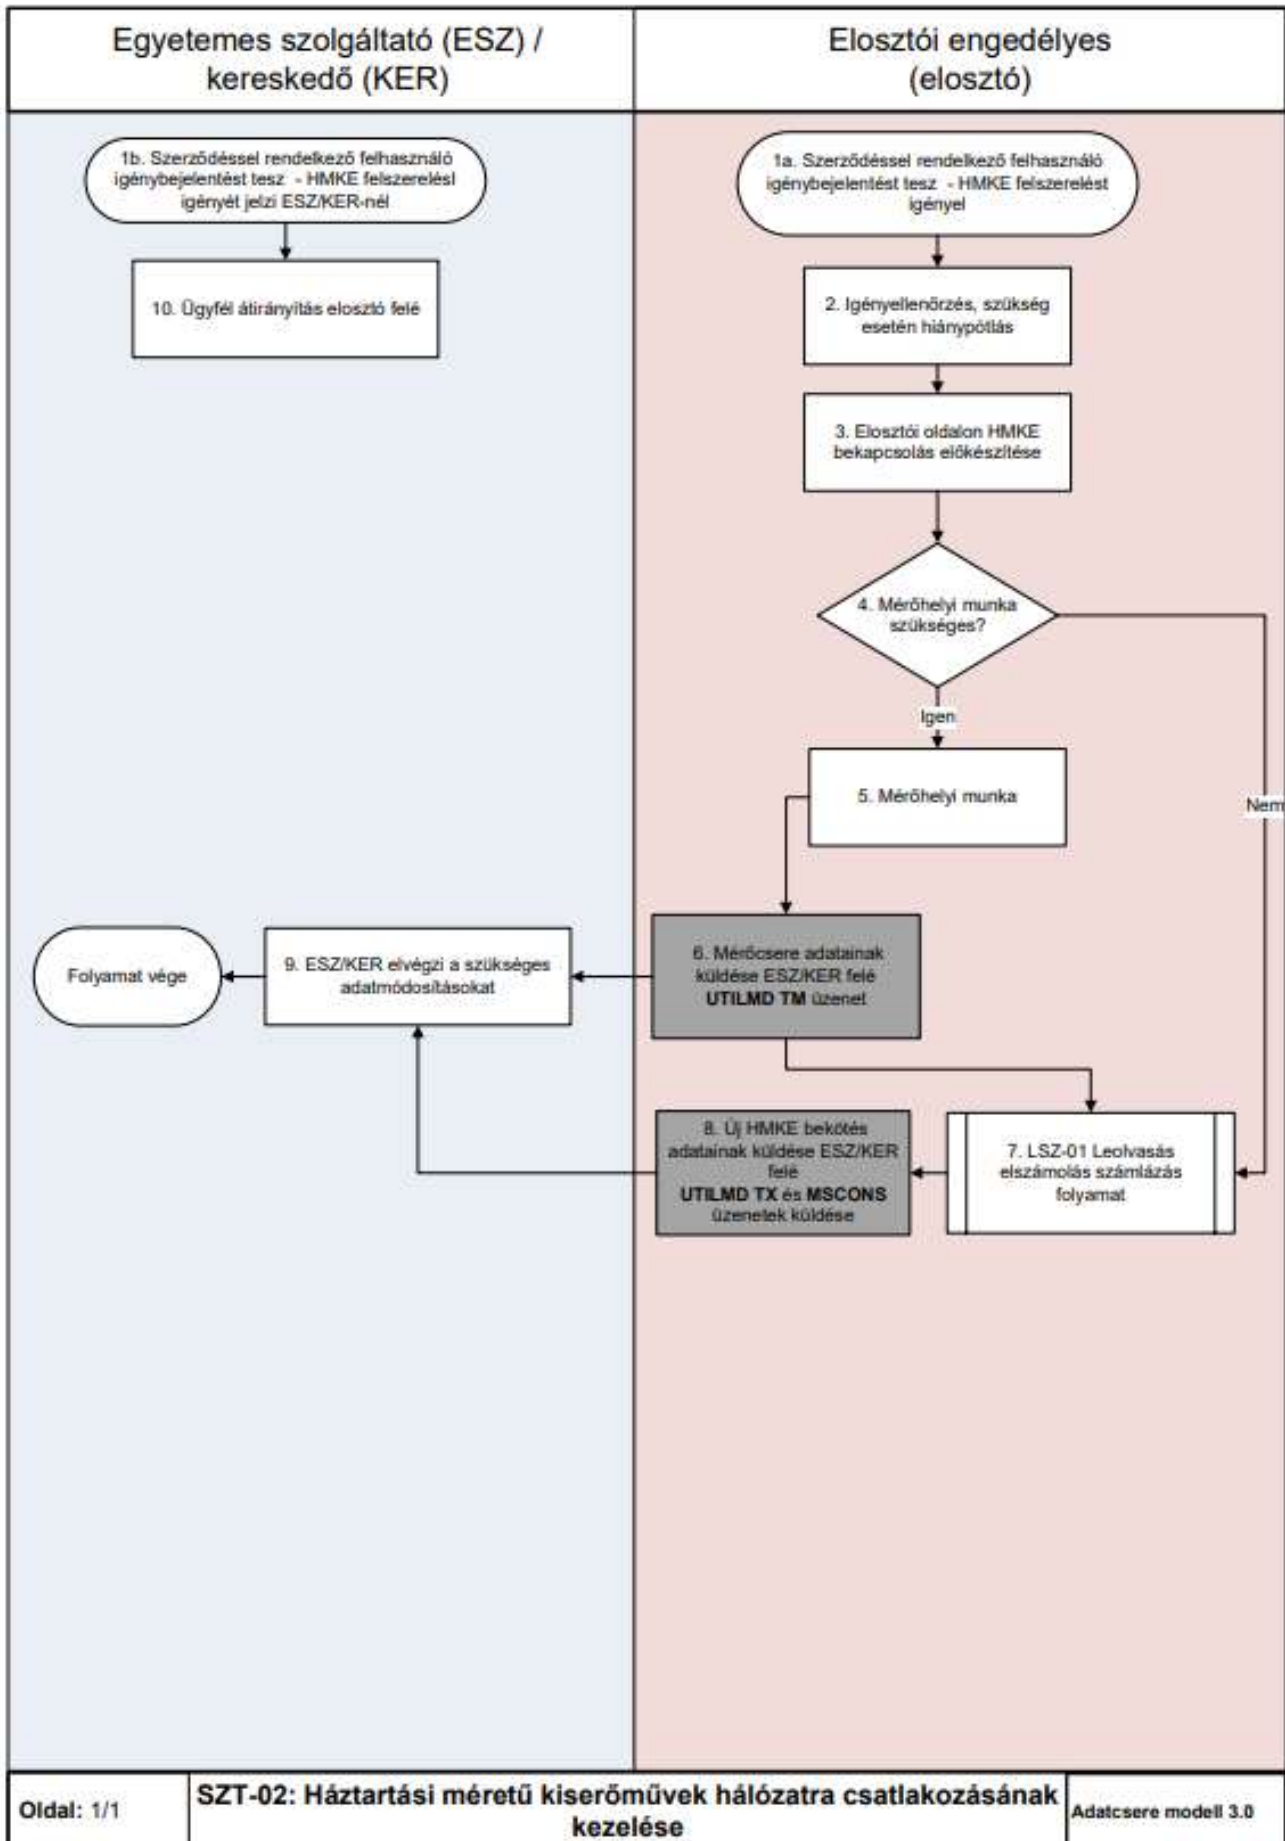 Egyetemes szolgáltató (ESZ) /
kereskedő (KER)
Elosztói engedélyes
(elosztó)
1b. Szerződéssel rendelkező felhasználó
igénybejelentést tesz - HMKE felszerelésI
igényét jelzi ESZ/KER-nél
1a. Szerződéssel rendelkező felhasználó
igénybejelentést tesz - HMKE felszerelést
igényel
10. Ügyfél átirányítás elosztó felé
2. Igényellenőrzés, szükség
esetén hiánypótlás
3. Elosztói oldalon HMKE
bekapcsolás előkészítése
4. Mérőhelyi munka
szükséges?
Igen
Nem
5. Mérőhelyi munka
6. Mérőcsere adatainak
küldése ESZ/KER felé
UTILMD TM üzenet
9. ESZ/KER elvégzi a szükséges
adatmódosításokat
Folyamat vége
7. LSZ-01 Leolvasás
elszámolás számlázás
folyamat
8. Új HMKE bekötés
adatainak küldése ESZ/KER
felé
UTILMD TX és MSCONS
üzenetek küldése
Oldal: 1/1
SZT-02: Háztartási méretű kiserőművek hálózatra csatlakozásának
kezelése
Adatcsere modell 3.0